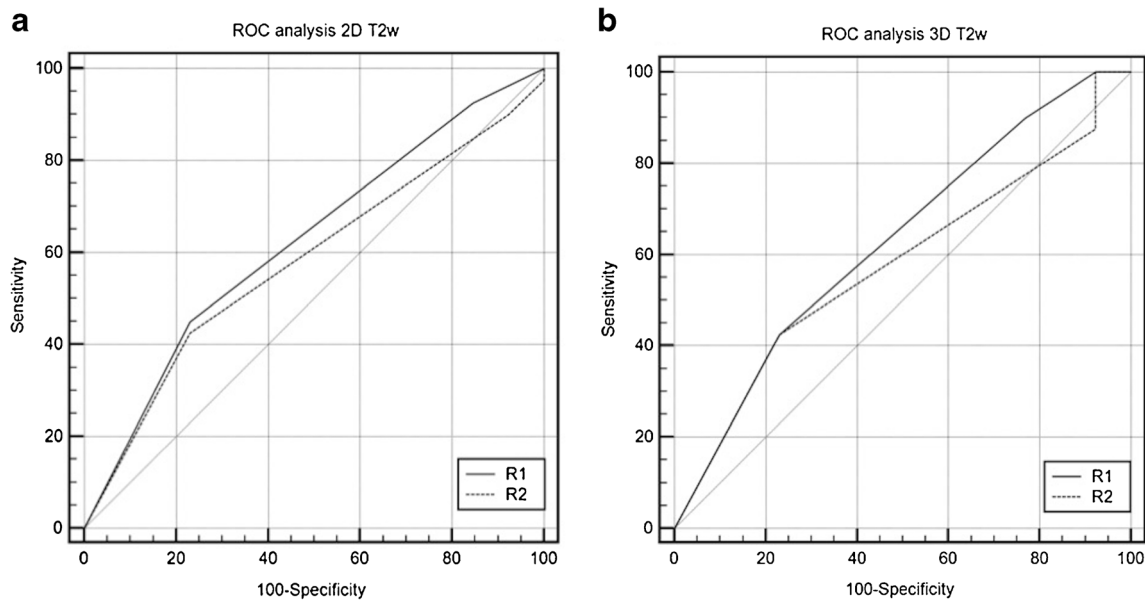 a
ROC analysis 2D T2w
100
80
60
40
20
0
Sensitivity
R1
R2
0 20 40 60 80 100
100-Specificity
b
ROC analysis 3D T2w
100
80
60
40
20
0
Sensitivity
R1
R2
0 20 40 60 80 100
100-Specificity